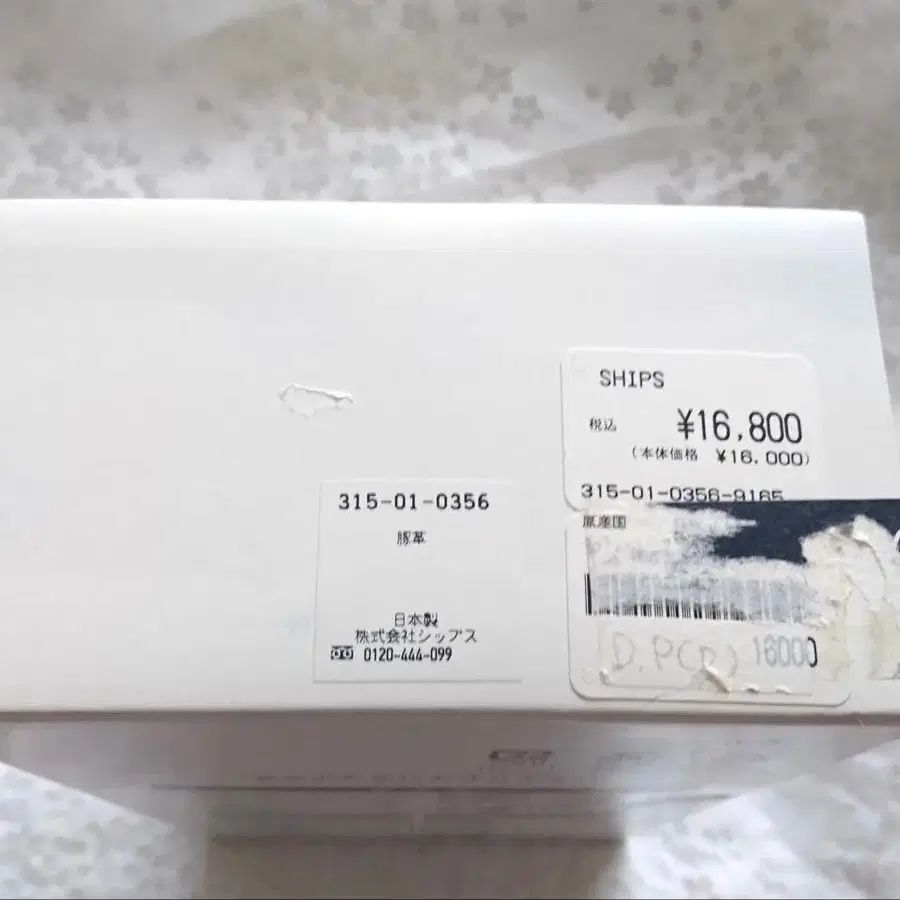 SHIPS
税込 ¥16,800
(本体価格 ¥16,000)
315-01-0356-9165
原産国
D.P(D) 16000
315-01-0356
豚革
日本製
株式会社シップス
0120-444-099